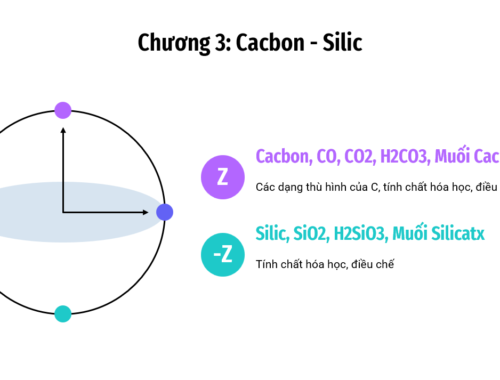 Chương 3: Cacbon - Silic
Z
Cacbon, CO, CO2, H2CO3, Muối Cac
Các dạng thù hình của C, tính chất hóa học, điều
-Z
Silic, SiO2, H2SiO3, Muối Silicatx
Tính chất hóa học, điều chế